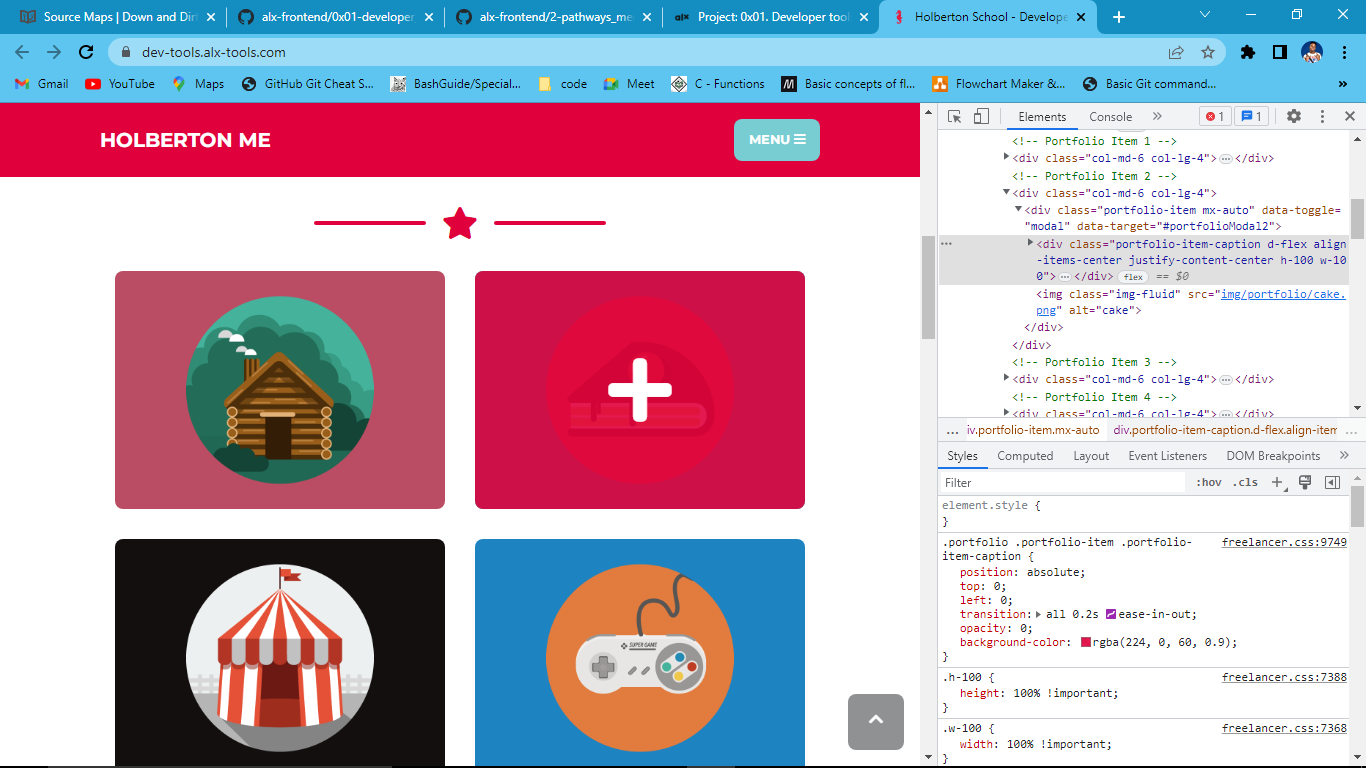 Source Maps | Down and Dir
alx-frontend/0x01-developer
alx-frontend/2-pathways_me
Project: 0x01. Developer tool
Holberton School - Develope
dev-tools.alx-tools.com
Gmail
YouTube
Maps
GitHub Git Cheat S...
BashGuide/Special...
code
Meet
C - Functions
Basic concepts of fl...
Flowchart Maker &...
Basic Git command...
HOLBERTON ME
MENU
SUPER GAME
Elements
Console
1
1
<!-- Portfolio Item 1 -->
<div class="col-md-6 col-lg-4">…</div>
<!-- Portfolio Item 2 -->
<div class="col-md-6 col-lg-4">
<div class="portfolio-item mx-auto" data-toggle=
"modal" data-target="#portfolioModal2">
<div class="portfolio-item-caption d-flex align
-items-center justify-content-center h-100 w-10
0">…</div> flex == $0
<img class="img-fluid" src="img/portfolio/cake.
png" alt="cake">
</div>
</div>
<!-- Portfolio Item 3 -->
<div class="col-md-6 col-lg-4">…</div>
<!-- Portfolio Item 4 -->
<div class="col-md-6 col-lg-4">…</div>
... iv.portfolio-item.mx-auto div.portfolio-item-caption.d-flex.align-item ...
Styles
Computed
Layout
Event Listeners
DOM Breakpoints
Filter
:hov .cls +
element.style {
}
.portfolio .portfolio-item .portfolio- freelancer.css:9749
item-caption {
position: absolute;
top: 0;
left: 0;
transition: all 0.2s ease-in-out;
opacity: 0;
background-color: rgba(224, 0, 60, 0.9);
}
.h-100 { freelancer.css:7388
height: 100% !important;
}
.w-100 { freelancer.css:7368
width: 100% !important;
}